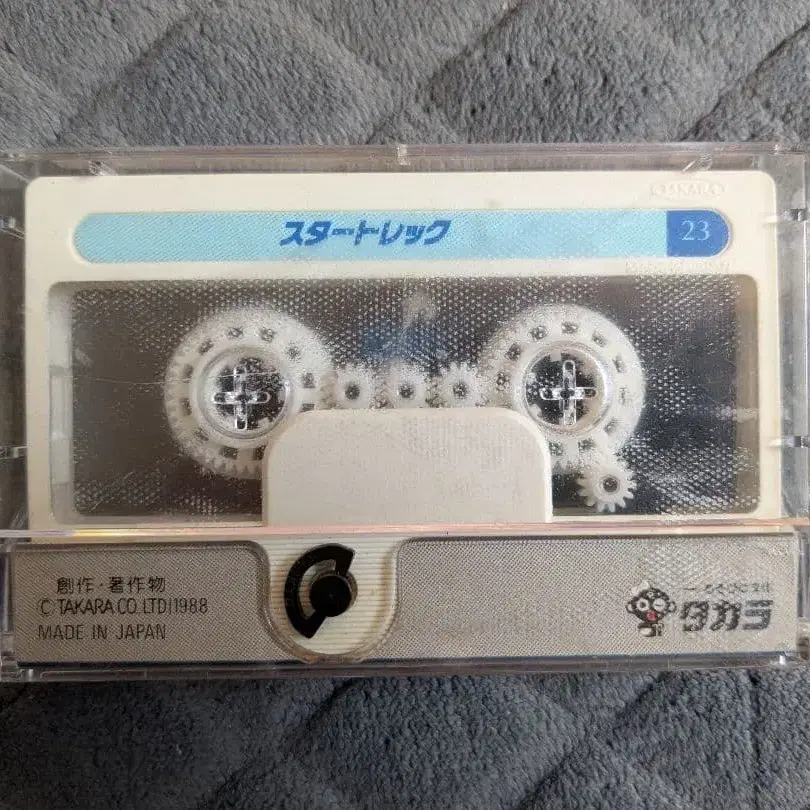 TAKARA
スタートレック
23
創作・著作物
© TAKARA CO. LTD/1988
MADE IN JAPAN
タカラ